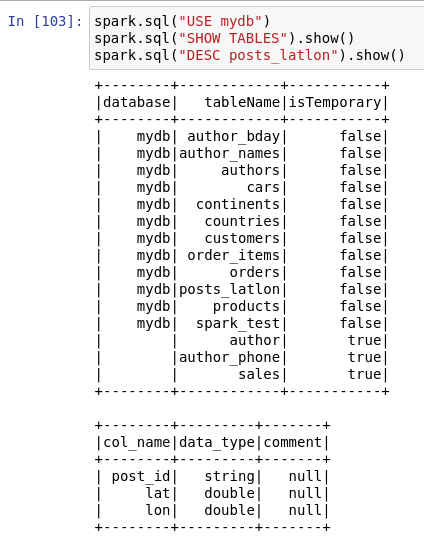 In [103]: spark.sql("USE mydb")
spark.sql("SHOW TABLES").show()
spark.sql("DESC posts_latlon").show()
+--------+------------+-----------+
|database|   tableName|isTemporary|
+--------+------------+-----------+
|    mydb| author_bday|      false|
|    mydb|author_names|      false|
|    mydb|     authors|      false|
|    mydb|        cars|      false|
|    mydb|  continents|      false|
|    mydb|   countries|      false|
|    mydb|   customers|      false|
|    mydb| order_items|      false|
|    mydb|      orders|      false|
|    mydb|posts_latlon|      false|
|    mydb|    products|      false|
|    mydb|  spark_test|      false|
|        |      author|       true|
|        |author_phone|       true|
|        |       sales|       true|
+--------+------------+-----------+
+--------+---------+-------+
|col_name|data_type|comment|
+--------+---------+-------+
| post_id|   string|   null|
|     lat|   double|   null|
|     lon|   double|   null|
+--------+---------+-------+